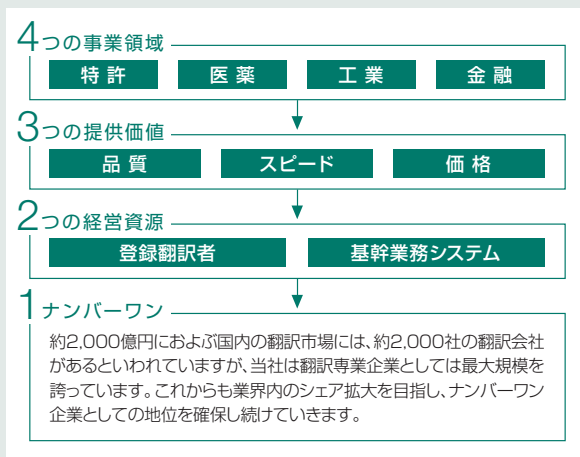 4つの事業領域
特許 医薬 工業 金融
3つの提供価値
品質 スピード 価格
2つの経営資源
登録翻訳者 基幹業務システム
1ナンバーワン
約2,000億円におよぶ国内の翻訳市場には、約2,000社の翻訳会社
があるといわれていますが、当社は翻訳専業企業としては最大規模を
誇っています。これからも業界内のシェア拡大を目指し、ナンバーワン
企業としての地位を確保し続けていきます。